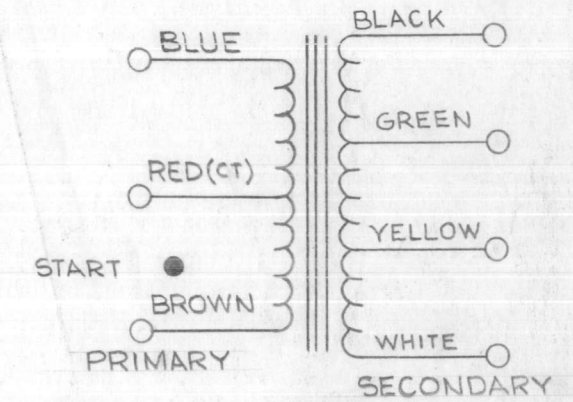 BLUE
BLACK
GREEN
RED(CT)
YELLOW
START
BROWN
WHITE
PRIMARY
SECONDARY